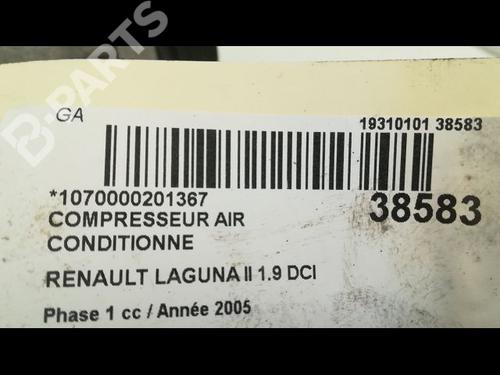 B-PARTS
GA
19310101 38583
*1070000201367
38583
COMPRESSEUR AIR
CONDITIONNE
RENAULT LAGUNA II 1.9 DCI
Phase 1 cc / Année 2005